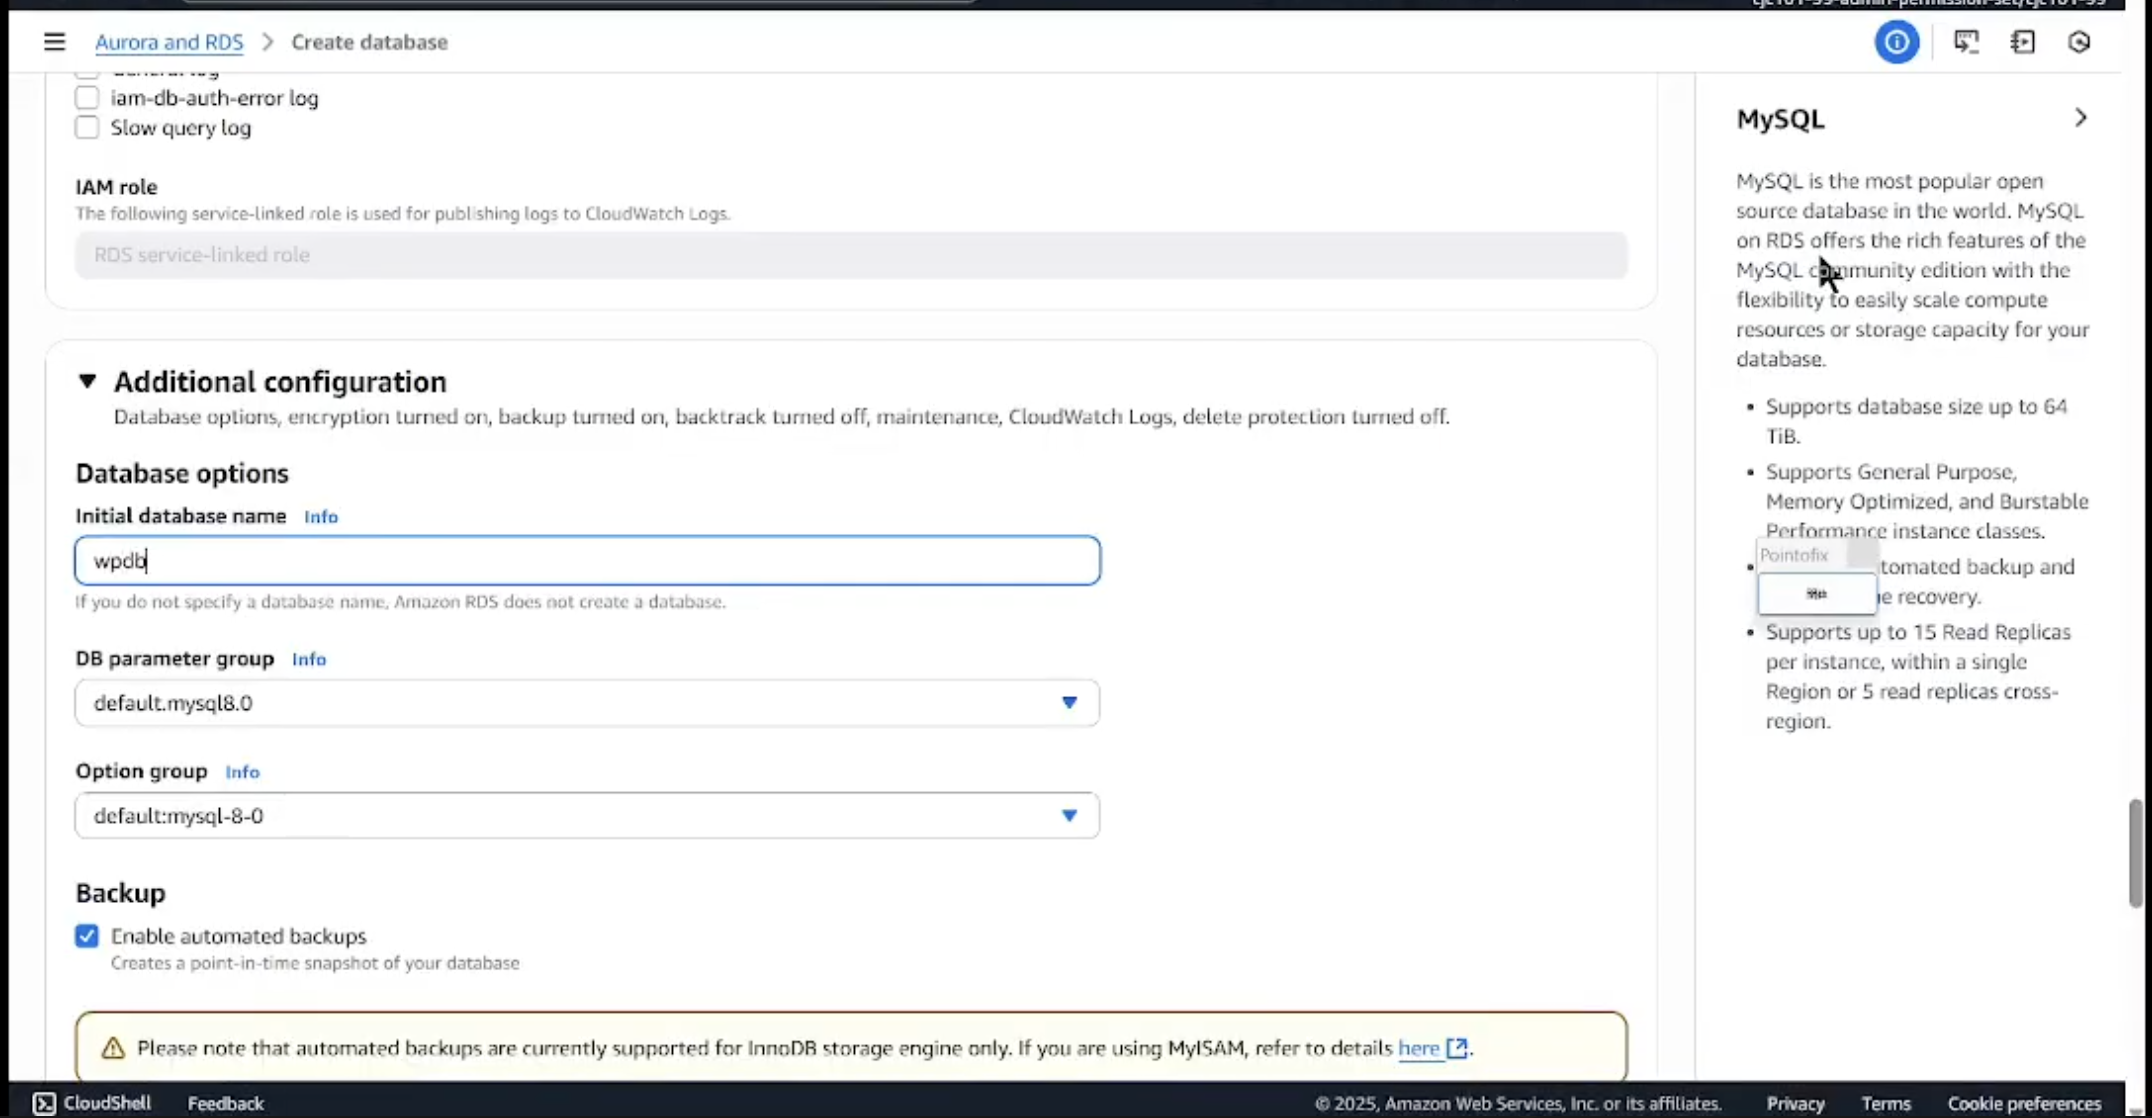 Aurora and RDS > Create database
iam-db-auth-error log
Slow query log
IAM role
The following service-linked role is used for publishing logs to CloudWatch Logs.
RDS service-linked role
Additional configuration
Database options, encryption turned on, backup turned on, backtrack turned off, maintenance, CloudWatch Logs, delete protection turned off.
Database options
Initial database name Info
wpdb
If you do not specify a database name, Amazon RDS does not create a database.
DB parameter group Info
default.mysql8.0
Option group Info
default:mysql-8-0
Backup
Enable automated backups
Creates a point-in-time snapshot of your database
Please note that automated backups are currently supported for InnoDB storage engine only. If you are using MyISAM, refer to details here.
MySQL
MySQL is the most popular open
source database in the world. MySQL
on RDS offers the rich features of the
MySQL community edition with the
flexibility to easily scale compute
resources or storage capacity for your
database.
• Supports database size up to 64
TiB.
• Supports General Purpose,
Memory Optimized, and Burstable
Performance instance classes.
Pointofix
• tomated backup and
recovery.
• Supports up to 15 Read Replicas
per instance, within a single
Region or 5 read replicas cross-
region.
CloudShell Feedback © 2025, Amazon Web Services, Inc. or its affiliates. Privacy Terms Cookie preferences